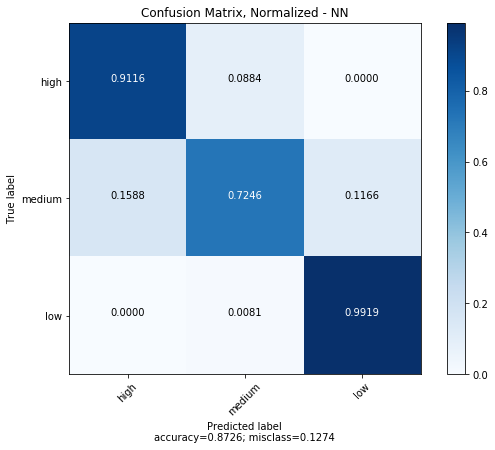 Confusion Matrix, Normalized - NN
True label
high
0.9116 0.0884 0.0000
medium
0.1588 0.7246 0.1166
low
0.0000 0.0081 0.9919
high medium low
Predicted label
accuracy=0.8726; misclass=0.1274
0.8
0.6
0.4
0.2
0.0